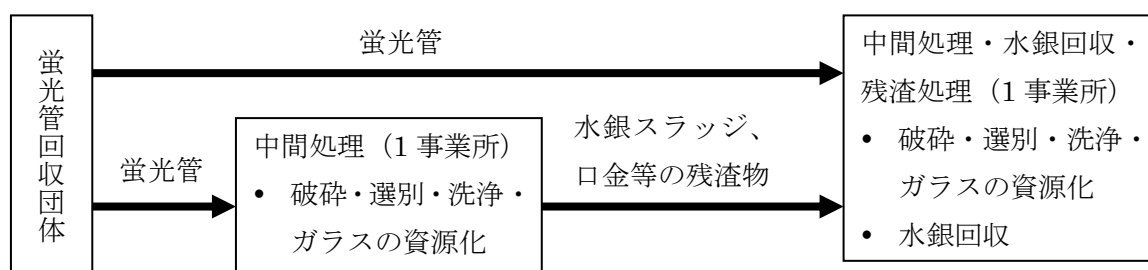 蛍光管回収団体
蛍光管
中間処理・水銀回収・
残渣処理（1 事業所）
• 破砕・選別・洗浄・
ガラスの資源化
• 水銀回収
蛍光管
中間処理（1 事業所）
• 破砕・選別・洗浄・
ガラスの資源化
水銀スラッジ、
口金等の残渣物